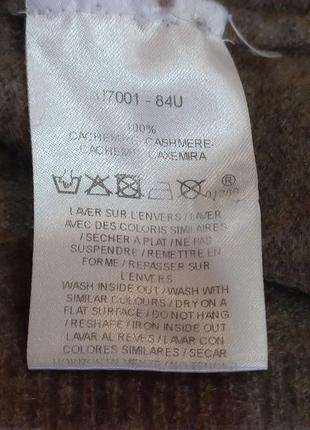 U7001 - 84U
100%
CACHEMIRE-CASHMERE-
CACHEMIR-CAXEMIRA
®
LAVER SUR L'ENVERS / LAVER
AVEC DES COLORIS SIMILAIRES
/ SECHER A PLAT / NE PAS
SUSPENDRE / REMETTRE EN
FORME / REPASSER SUR
L'ENVERS
WASH INSIDE OUT / WASH WITH
SIMILAR COLOURS / DRY ON A
FLAT SURFACE / DO NOT HANG
/ RESHAPE / IRON INSIDE OUT
LAVAR AL REVES / LAVAR CON
COLORES SIMILARES / SECAR
HORIZONTALMENTE